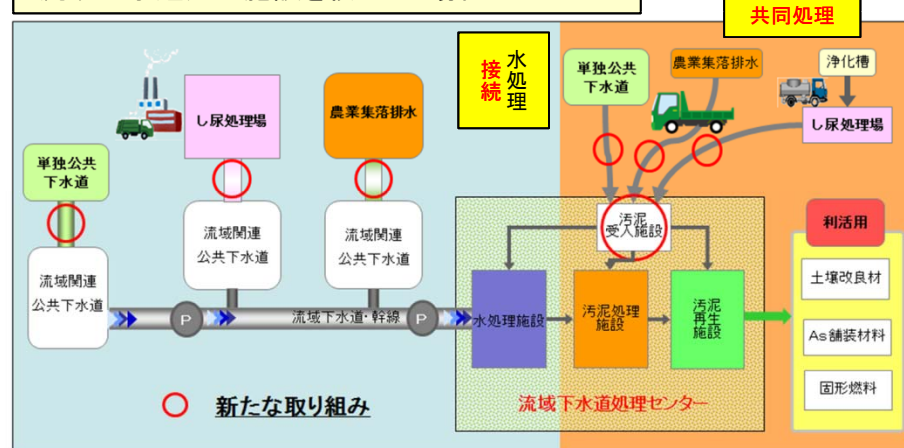 共同処理
水処理
接続
単独公共
下水道
農業集落排水
浄化槽
し尿処理場
し尿処理場
農業集落排水
単独公共
下水道
流域関連
公共下水道
流域関連
公共下水道
流域関連
公共下水道
汚泥
受入施設
利活用
土壌改良材
As舗装材料
固形燃料
P
流域下水道・幹線
P
水処理施設
汚泥処理
施設
汚泥
再生
施設
新たな取り組み
流域下水道処理センター